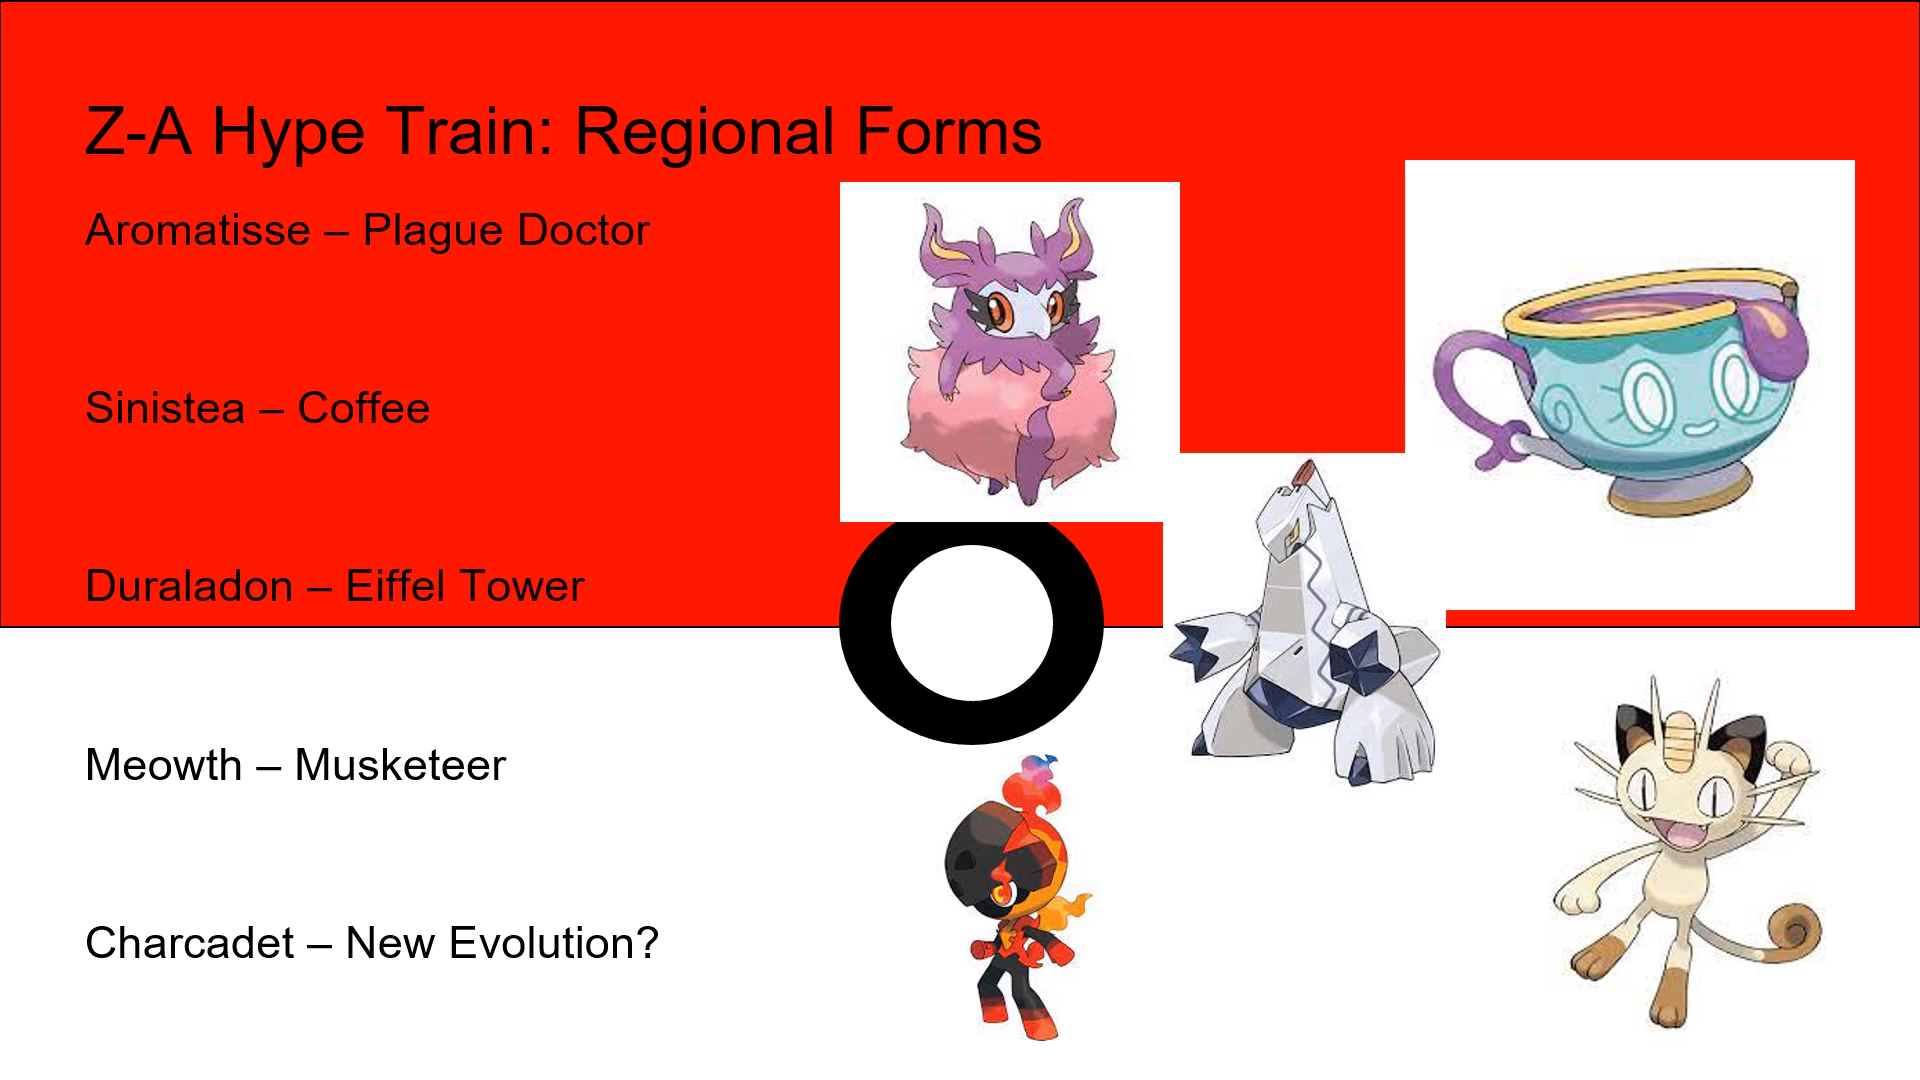 Z-A Hype Train: Regional Forms
Aromatisse – Plague Doctor
Sinistea – Coffee
Duraladon – Eiffel Tower
Meowth – Musketeer
Charcadet – New Evolution?